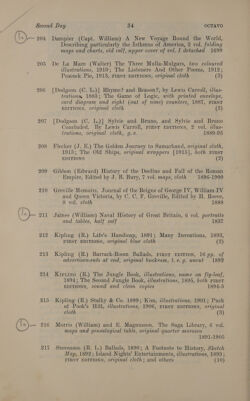 Second Day 34 OCTAVO
204 Dampier (Capt. William) A New Voyage Round the World,
Describing particularly the Isthmus of America, 2 vol. folding
maps and charts, old calf, upper cover of vol. I detached 1699
205 De La Mare (Walter) The Three Mulla-Mulgars, two coloured
illustrations, 1910; The Listeners And Other Poems, 1912;
Peacock Pie, 1913, FIRST EDITIONS, original cloth (3)
206 [Dodgson (C. L.)] Rhyme? and Reason?, by Lewis Carroll, illus-
trations, 1883; The Game of Logic, with printed envelope,
card diagram and eight (out of nine) counters, 1887, FIRST
EDITIONS, original cloth (2)
207 [Dodgson (C. L.)] Sylvie and Bruno, and Sylvie and Bruno
Concluded. By Lewis Carroll, FIRST EDITIONS, 2 vol. illus-
trations, original cloth, g.e. 1889-93
208 Flecker (J. E.) The Golden Journey to Samarkand, original cloth,
1913; The Old Ships, original wrappers [1915], both FIRST
EDITIONS (2)
209 Gibbon (Edward) History of the Decline and Fall of the Roman
Empire, Edited by J. B. Bury, 7 vol. maps, cloth 1896-1900
210 Greville Memoirs. Journal of the Reigns of George IV, William IV
and Queen Victoria, by C. C. F. Greville, Edited by H. Reeve,
8 vol. cloth 1888
211 James (William) Naval History of Great Britain, 6 vol. portraits
and tables, half calf 1837
212 Kipling (R.) Life's Handicap, 1891; Many Inventions, 1893,
FIRST EDITIONS, original blue cloth (2)
213 Kipling (R.) Barrack-Room Ballads, FIRST EDITION, 16 pp. of
advertisements at end, original buckram, t. e. g. uncut 1892
214 KIPLING (R.) The Jungle Book, illustrations, name on fly-leaf,
1894; The Second Jungle Book, illustrations, 1895, both FIRST
EDITIONS, sound and clean copies 1894-5
215 Kipling (R.) Stalky & Co. 1899; Kim, illustrations, 1901; Puck
of Pook's Hill, illustrations, 1906, FIRST EDITIONS, original
cloth (3)
216 Morris (William) and E. Magnusson. The Saga Library, 6 vol.
maps and genealogical tables, original quarter morocco
1891-1905
217 Stevenson (R. L.) Ballads, 1890; A Footnote to History, Sketch
Map, 1892; Island Nights' Entertainments, illustrations, 1893;
FIRST EDITIONS, original cloth; and others (10)